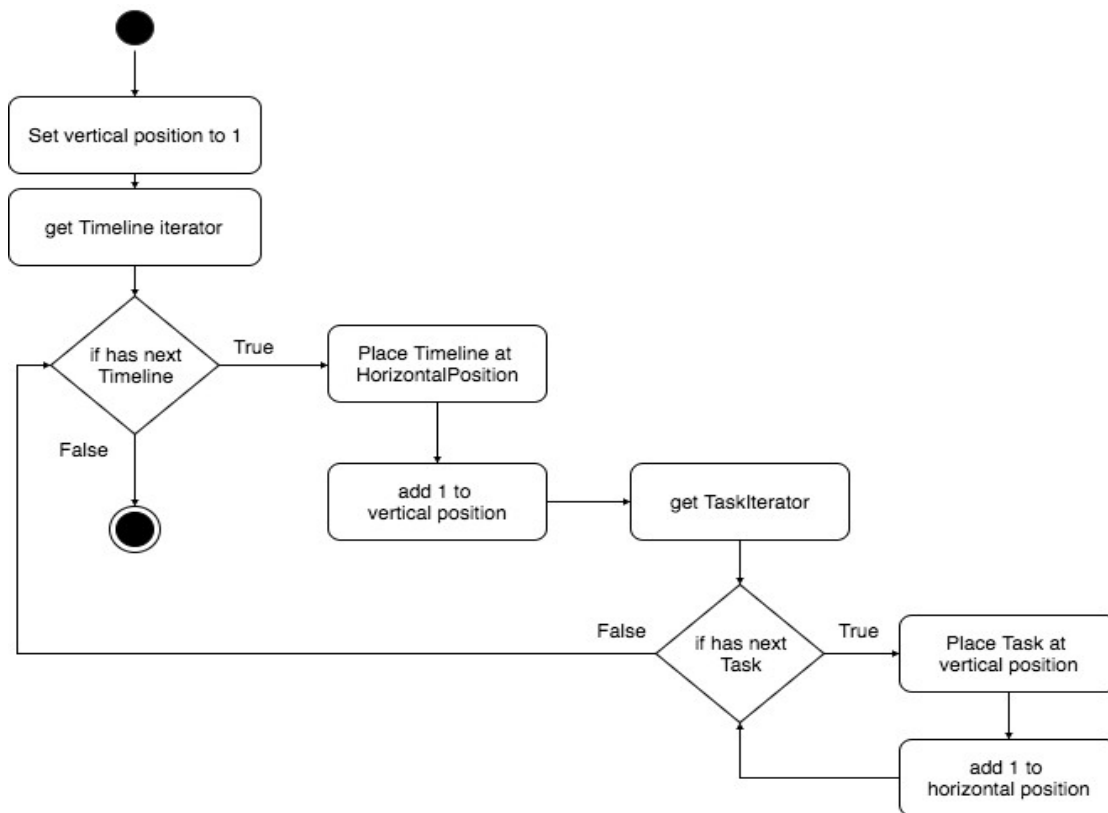 Set vertical position to 1
get Timeline iterator
if has next
Timeline
True
False
Place Timeline at
HorizontalPosition
add 1 to
vertical position
get TaskIterator
if has next
Task
False
True
Place Task at
vertical position
add 1 to
horizontal position